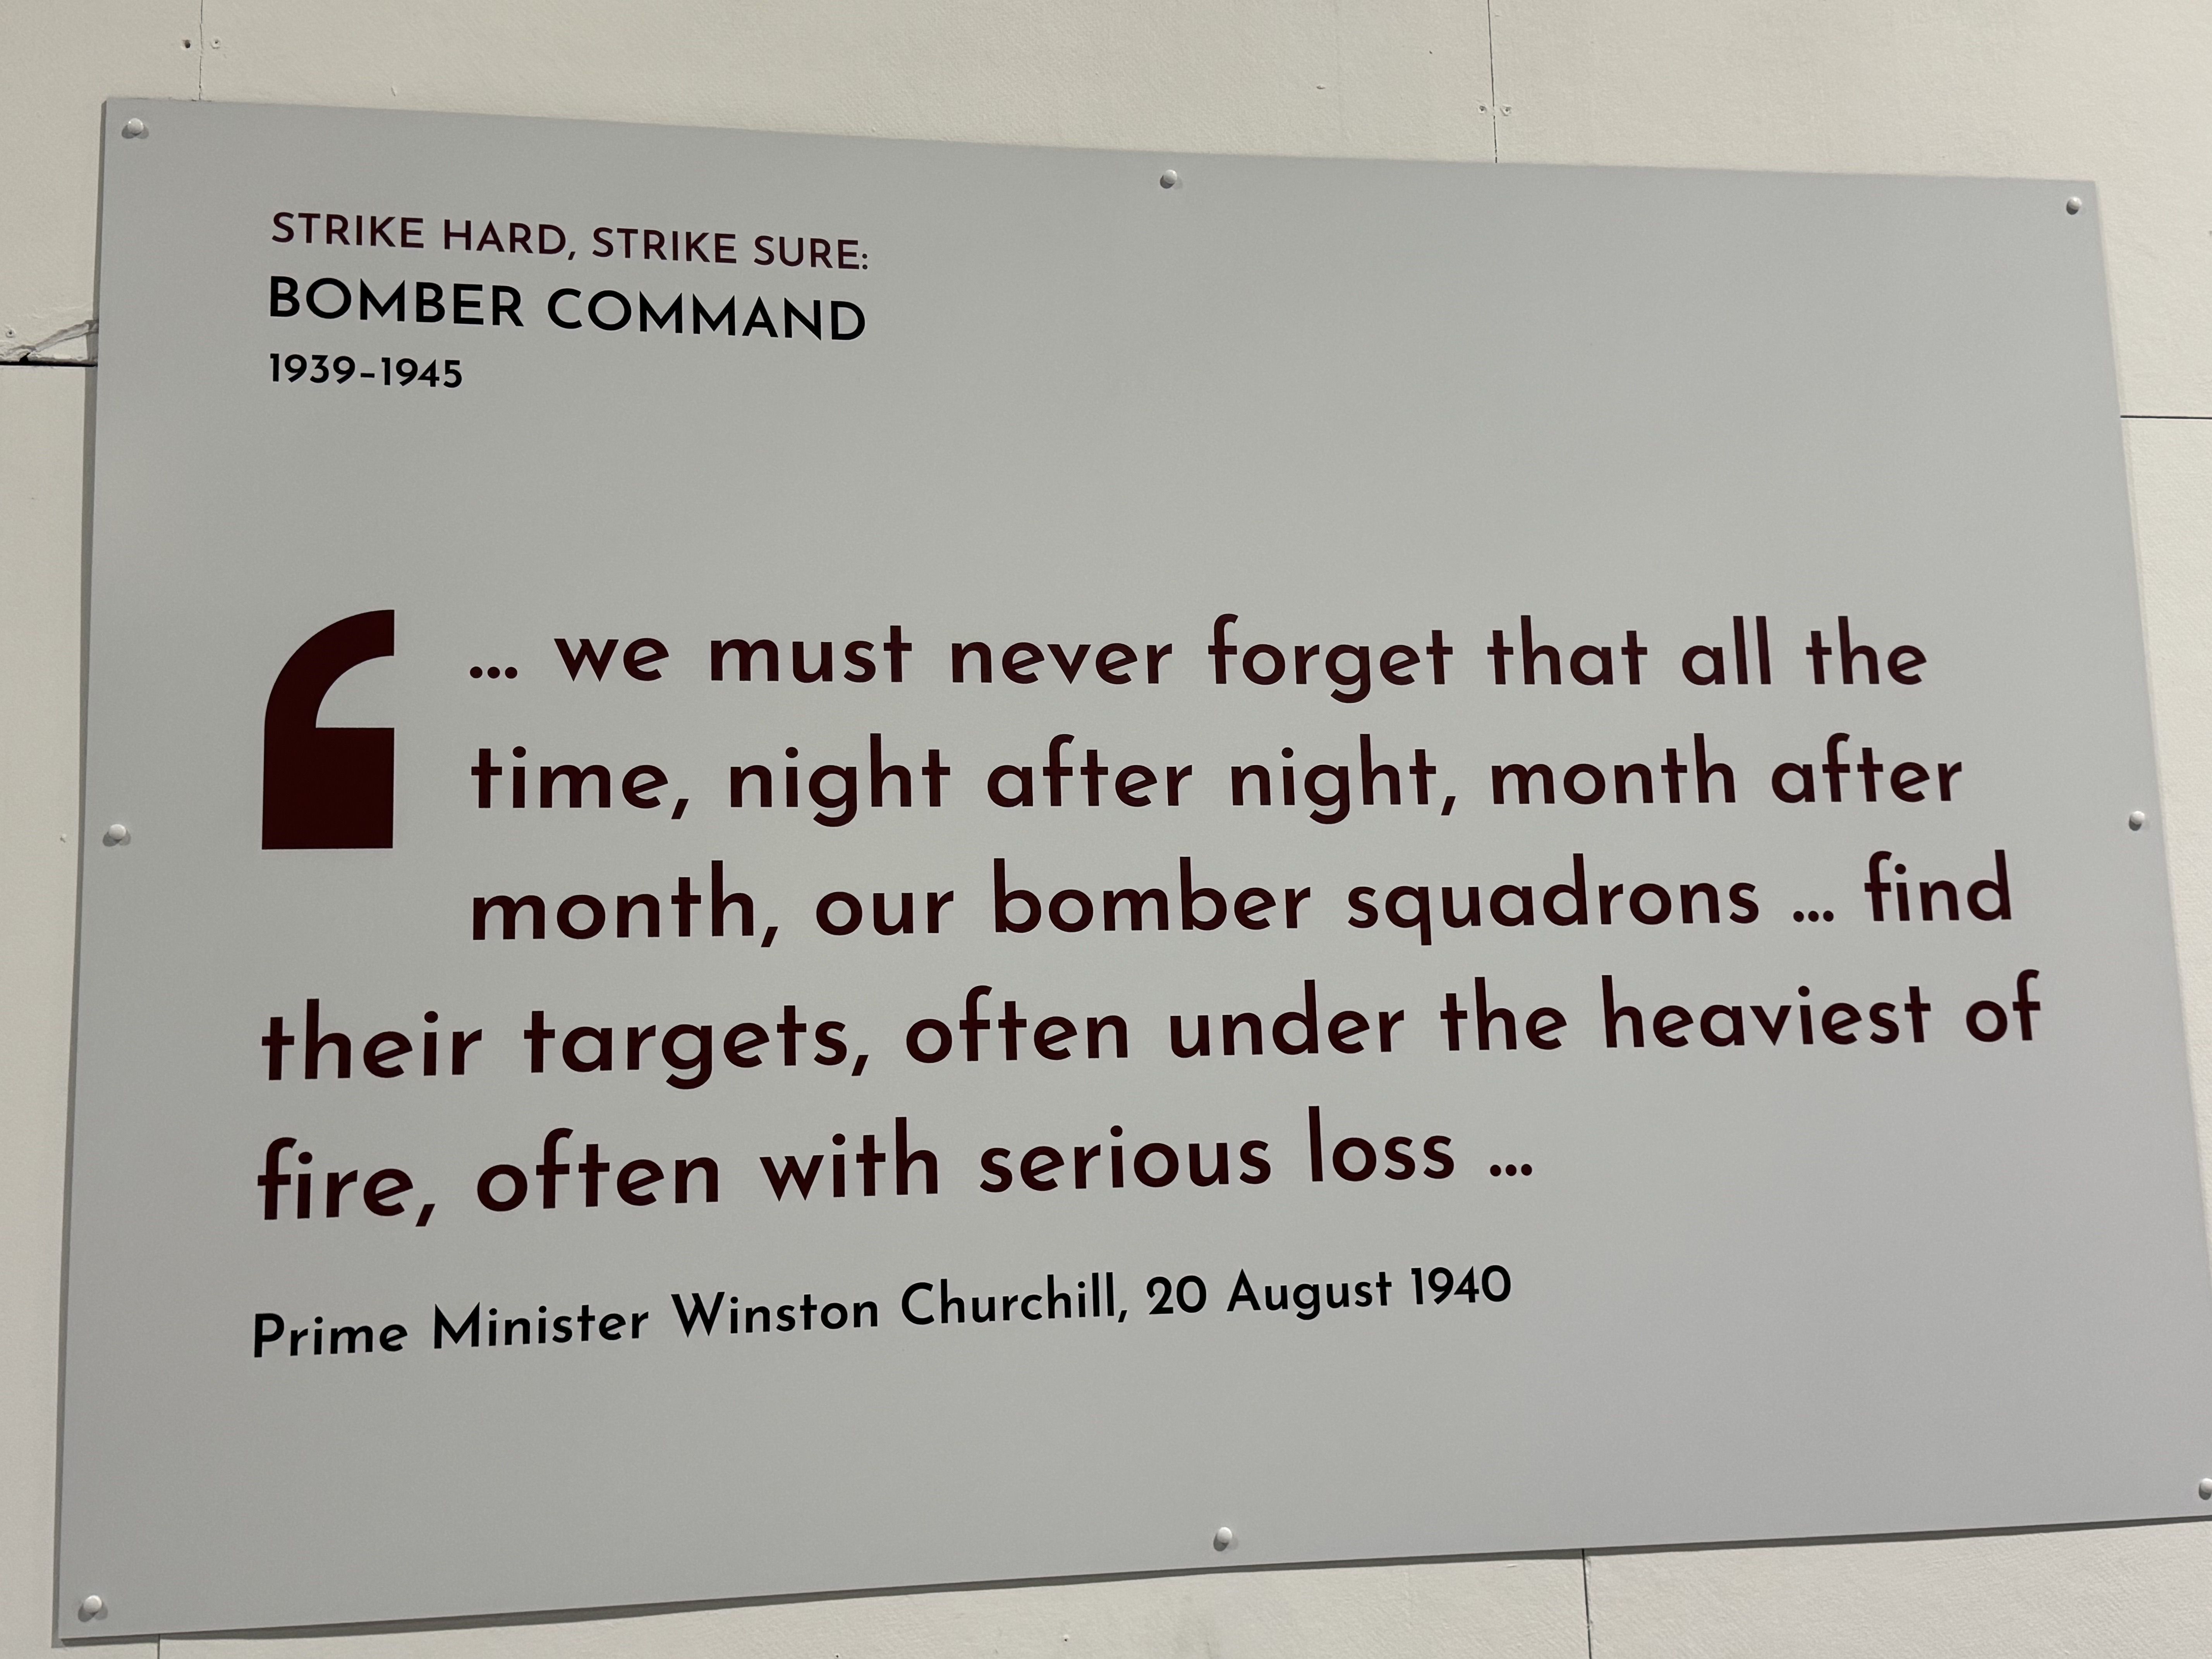 STRIKE HARD, STRIKE SURE:
BOMBER COMMAND
1939–1945
‘ ... we must never forget that all the
time, night after night, month after
month, our bomber squadrons ... find
their targets, often under the heaviest of
fire, often with serious loss ...
Prime Minister Winston Churchill, 20 August 1940